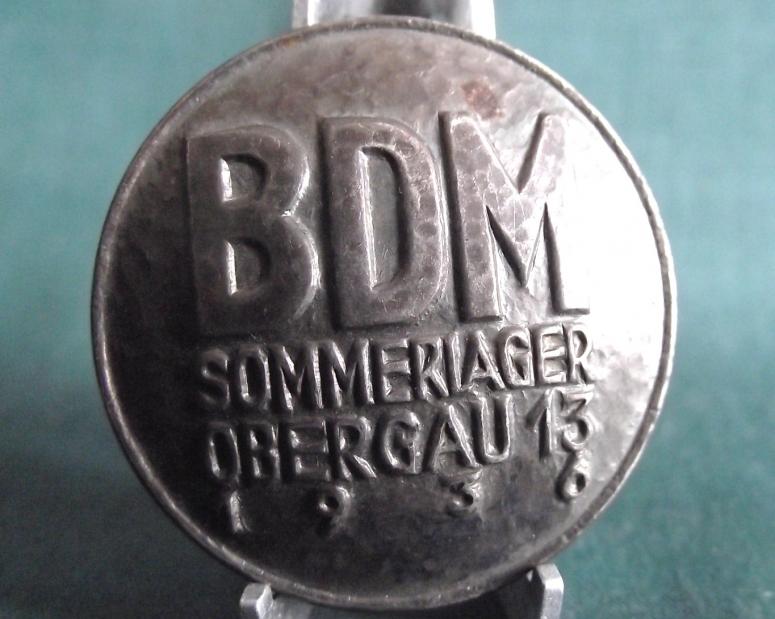 BDM
SOMMERLAGER
OBERGAU 13
1936